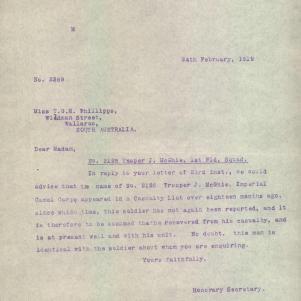 24th February, 1919
No.
Miss T.G.M. Phillipps,
Wildman Street,
Wallaroo,
SOUTH AUSTRALIA.
Dear Madam,
No. 2196 Trooper J. McGhie, 1st Fld. Squad.
In reply to your letter of 23rd inst., we would
advise that the name of No. 2196 Trooper J. McGhie, Imperial
Camel Corps appeared in a Casualty List over eighteen months ago,
since which time, this soldier has not again been reported, and it
is therefore to be assumed that he recovered from his casualty, and
is at present well and with his unit. No doubt, this man is
identical with the soldier about whom you are enquiring.
Yours faithfully,
Honorary Secretary.